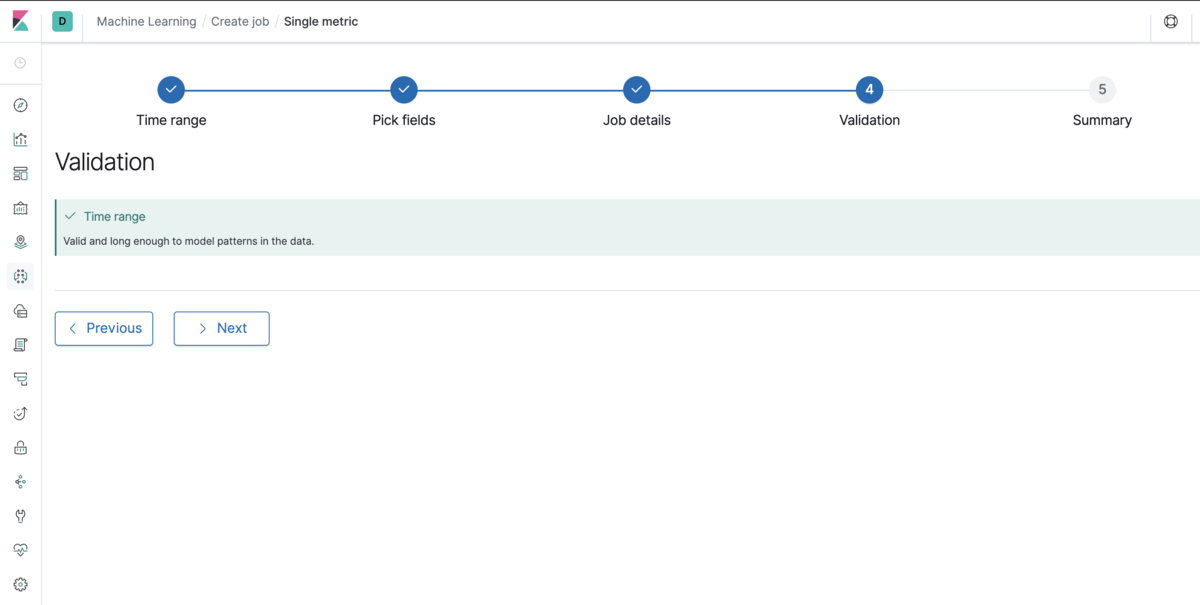 D Machine Learning / Create job / Single metric
4 5
Time range Pick fields Job details Validation Summary
Validation
Time range
Valid and long enough to model patterns in the data.
Previous Next